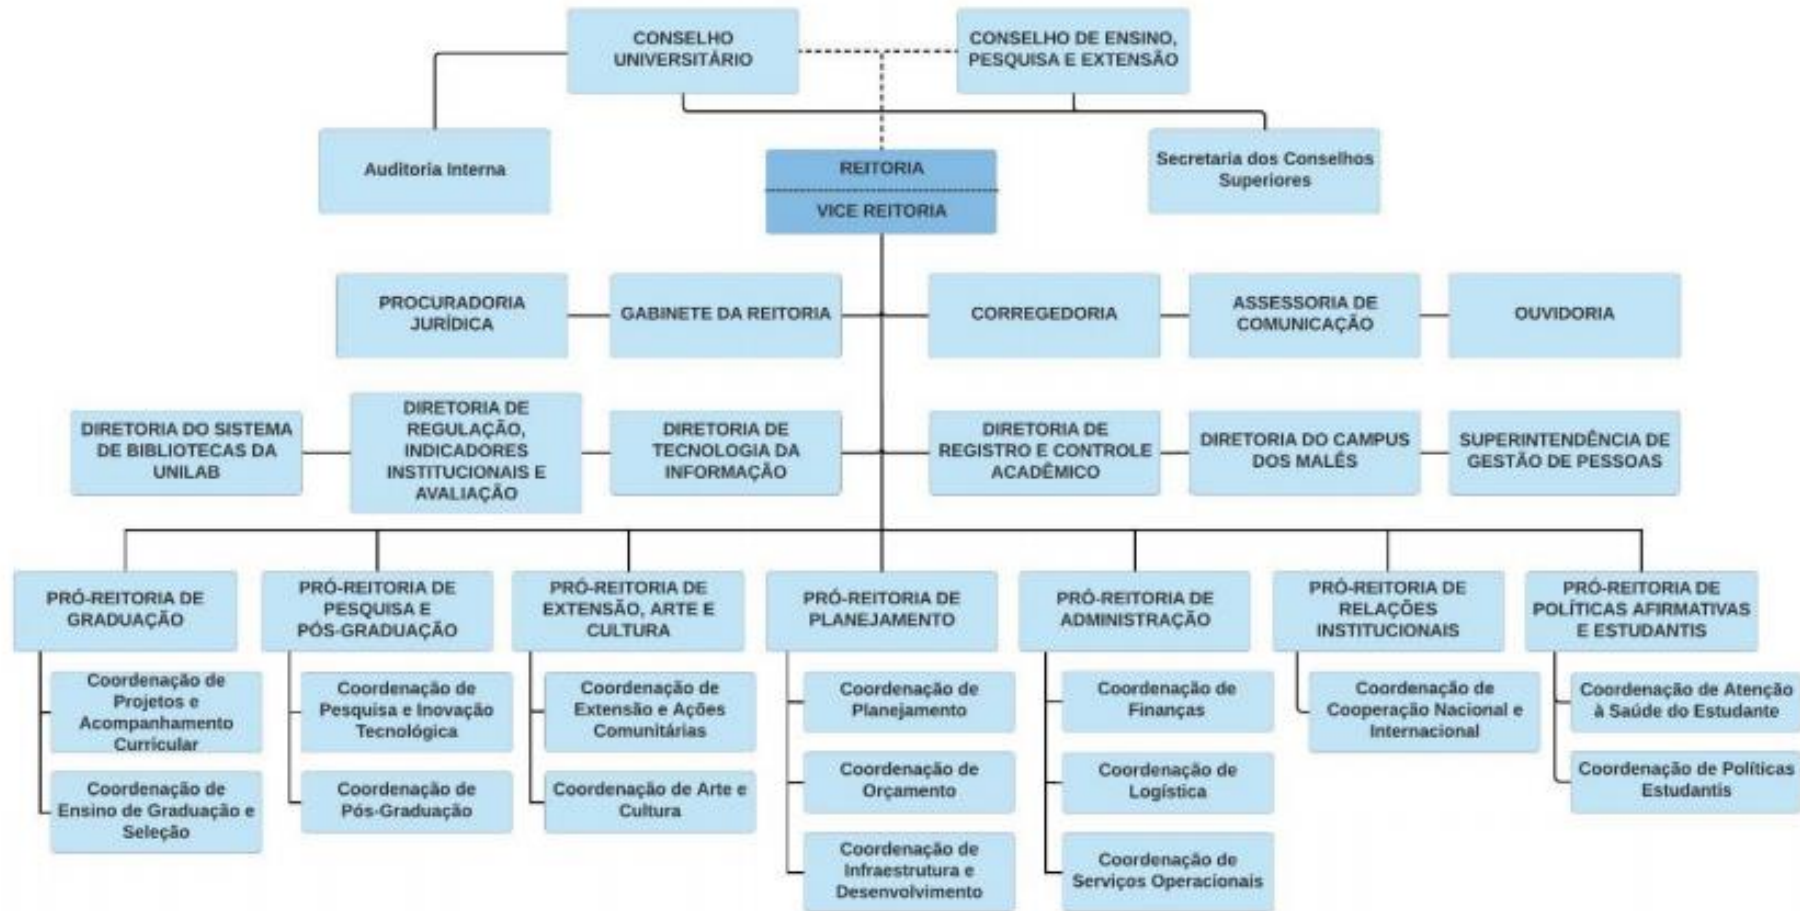 CONSELHO
UNIVERSITÁRIO
CONSELHO DE ENSINO,
PESQUISA E EXTENSÃO
Auditoria Interna
REITORIA
VICE REITORIA
Secretaria dos Conselhos
Superiores
PROCURADORIA
JURÍDICA
GABINETE DA REITORIA
CORREGEDORIA
ASSESSORIA DE
COMUNICAÇÃO
OUVIDORIA
DIRETORIA DO SISTEMA
DE BIBLIOTECAS DA
UNILAB
DIRETORIA DE
REGULAÇÃO,
INDICADORES
INSTITUCIONAIS E
AVALIAÇÃO
DIRETORIA DE
TECNOLOGIA DA
INFORMAÇÃO
DIRETORIA DE
REGISTRO E CONTROLE
ACADÊMICO
DIRETORIA DO CAMPUS
DOS MALÊS
SUPERINTENDÊNCIA DE
GESTÃO DE PESSOAS
PRÓ-REITORIA DE
GRADUAÇÃO
Coordenação de
Projetos e
Acompanhamento
Curricular
Coordenação de
Ensino de Graduação e
Seleção
PRÓ-REITORIA DE
PESQUISA E
PÓS-GRADUAÇÃO
Coordenação de
Pesquisa e Inovação
Tecnológica
Coordenação de
Pós-Graduação
PRÓ-REITORIA DE
EXTENSÃO, ARTE E
CULTURA
Coordenação de
Extensão e Ações
Comunitárias
Coordenação de Arte e
Cultura
PRÓ-REITORIA DE
PLANEJAMENTO
Coordenação de
Planejamento
Coordenação de
Orçamento
Coordenação de
Infraestrutura e
Desenvolvimento
PRÓ-REITORIA DE
ADMINISTRAÇÃO
Coordenação de
Finanças
Coordenação de
Logística
Coordenação de
Serviços Operacionais
PRÓ-REITORIA DE
RELAÇÕES
INSTITUCIONAIS
Coordenação de
Cooperação Nacional e
Internacional
PRÓ-REITORIA DE
POLÍTICAS AFIRMATIVAS
E ESTUDANTIS
Coordenação de Atenção
à Saúde do Estudante
Coordenação de Políticas
Estudantis